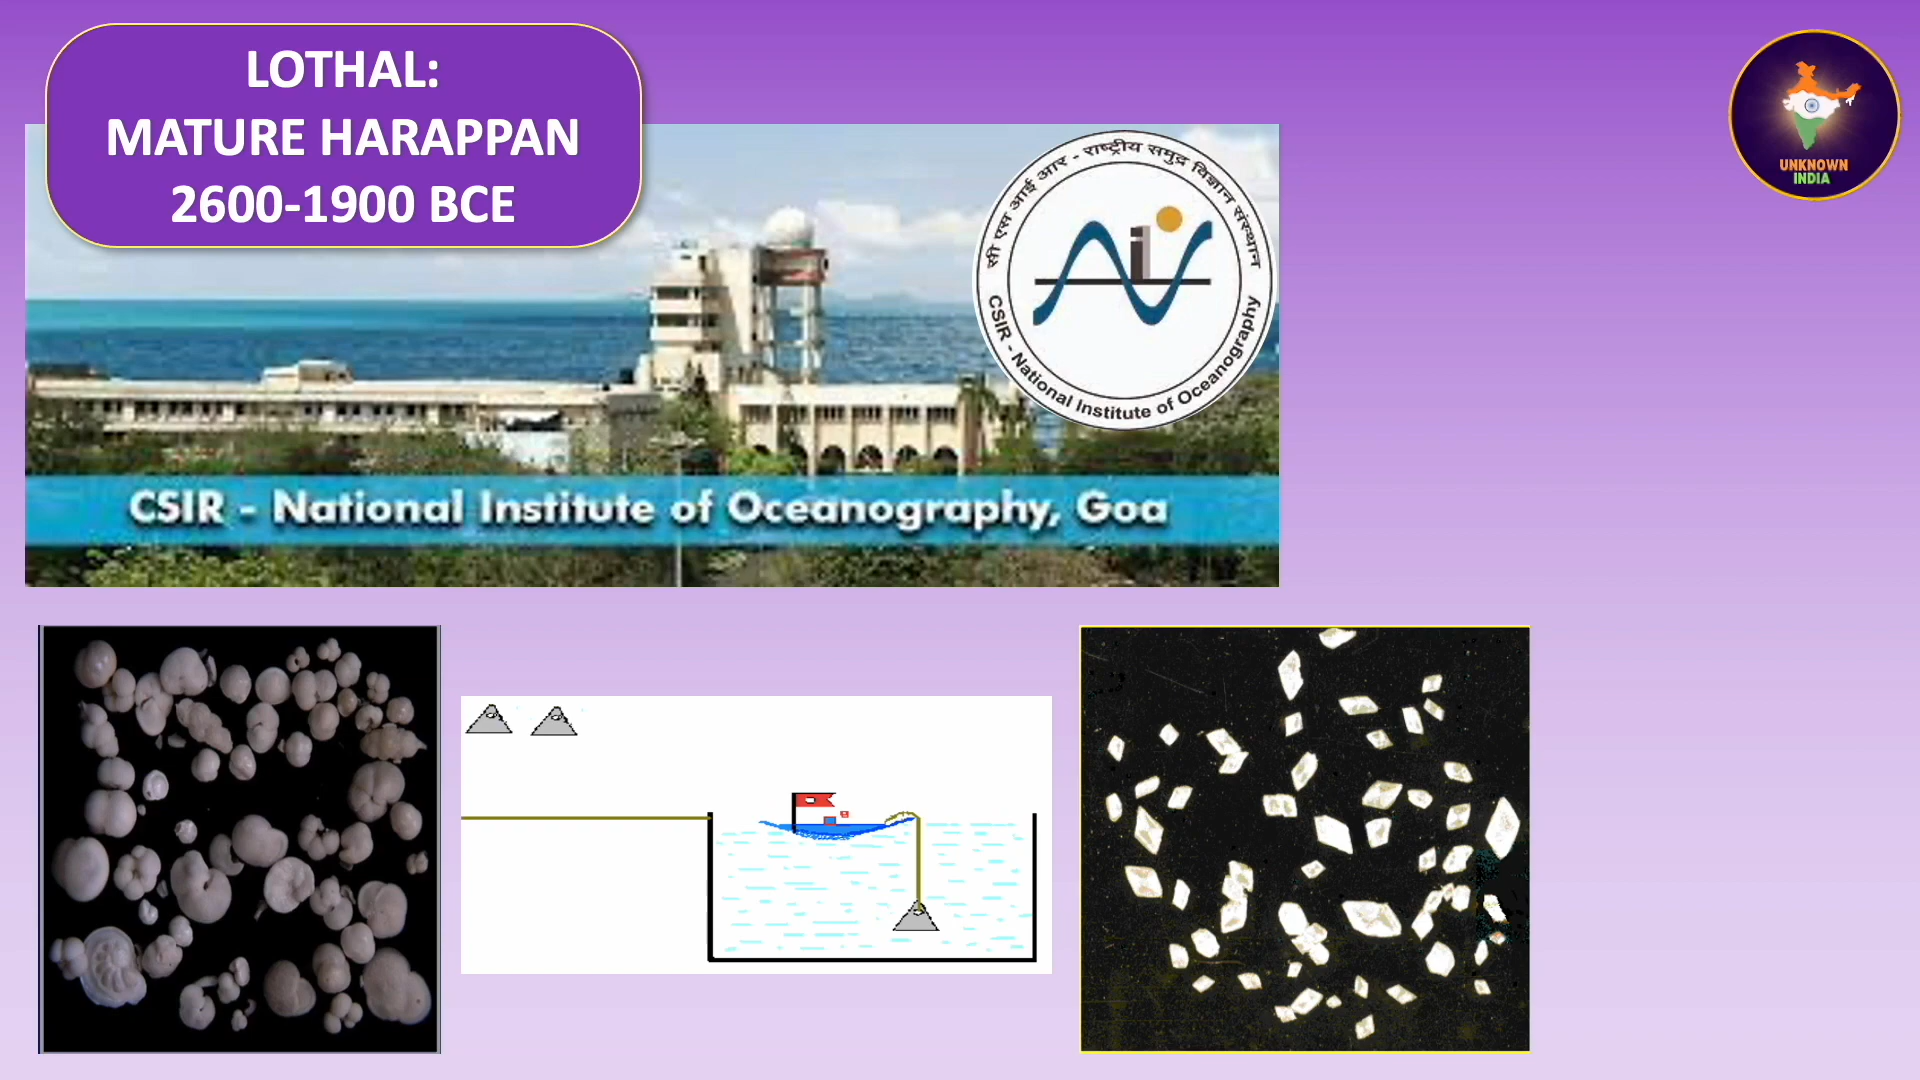 LOTHAL:
MATURE HARAPPAN
2600-1900 BCE
सी एस आई आर - राष्ट्रीय समुद्र विज्ञान संस्थान
CSIR - National Institute of Oceanography
UNKNOWN
INDIA
CSIR - National Institute of Oceanography, Goa